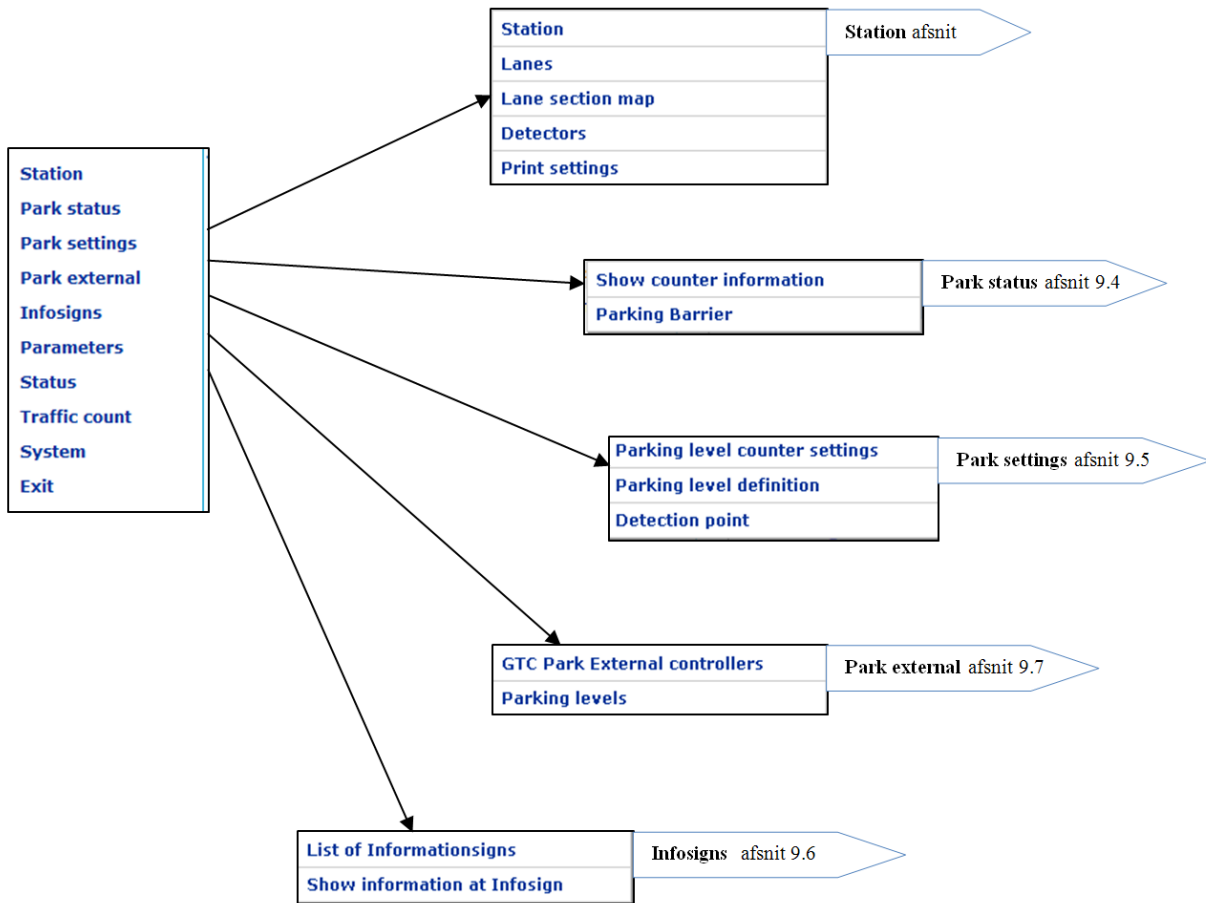 Station
Park status
Park settings
Park external
Infosigns
Parameters
Status
Traffic count
System
Exit
Station
Lanes
Lane section map
Detectors
Print settings
Station afsnit
Show counter information
Parking Barrier
Park status afsnit 9.4
Parking level counter settings
Parking level definition
Detection point
Park settings afsnit 9.5
GTC Park External controllers
Parking levels
Park external afsnit 9.7
List of Informationsigns
Show information at Infosign
Infosigns afsnit 9.6